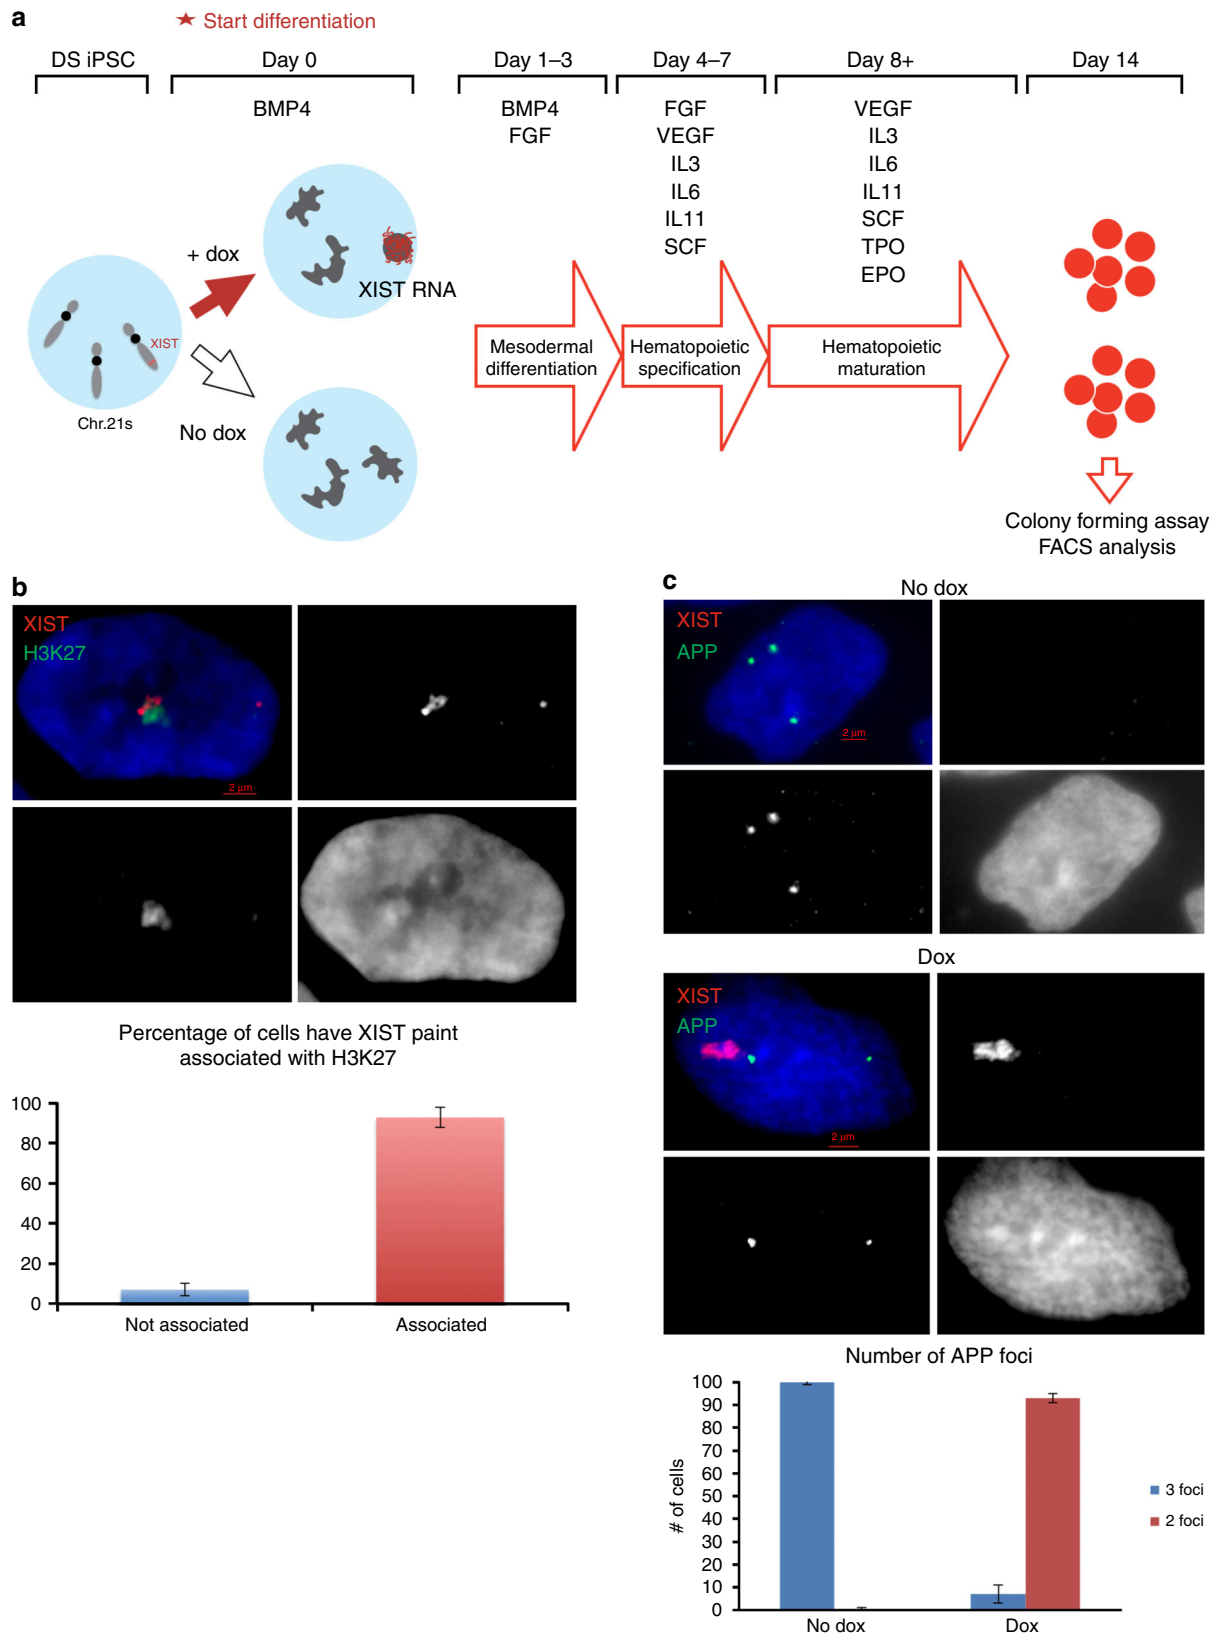 a
★ Start differentiation
DS iPSC
Day 0
Day 1–3
Day 4–7
Day 8+
Day 14
BMP4
BMP4
FGF
FGF
VEGF
IL3
IL6
IL11
SCF
VEGF
IL3
IL6
IL11
SCF
TPO
EPO
+ dox
XIST RNA
XIST
Chr.21s
No dox
Mesodermal
differentiation
Hematopoietic
specification
Hematopoietic
maturation
Colony forming assay
FACS analysis
b
XIST
H3K27
2 μm
Percentage of cells have XIST paint
associated with H3K27
100
80
60
40
20
0
Not associated
Associated
c
No dox
XIST
APP
2 μm
Dox
XIST
APP
2 μm
Number of APP foci
# of cells
100
90
80
70
60
50
40
30
20
10
0
No dox
Dox
3 foci
2 foci